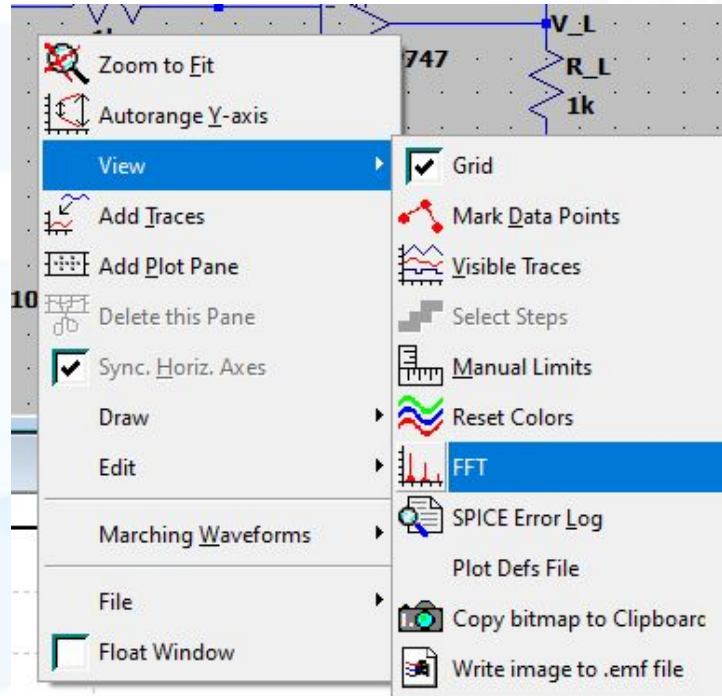 V_L
747
R_L
1k
10
Zoom to Fit
Autorange Y-axis
View
Add Traces
Add Plot Pane
Delete this Pane
Sync. Horiz. Axes
Draw
Edit
Marching Waveforms
File
Float Window
Grid
Mark Data Points
Visible Traces
Select Steps
Manual Limits
Reset Colors
FFT
SPICE Error Log
Plot Defs File
Copy bitmap to Clipboard
Write image to .emf file